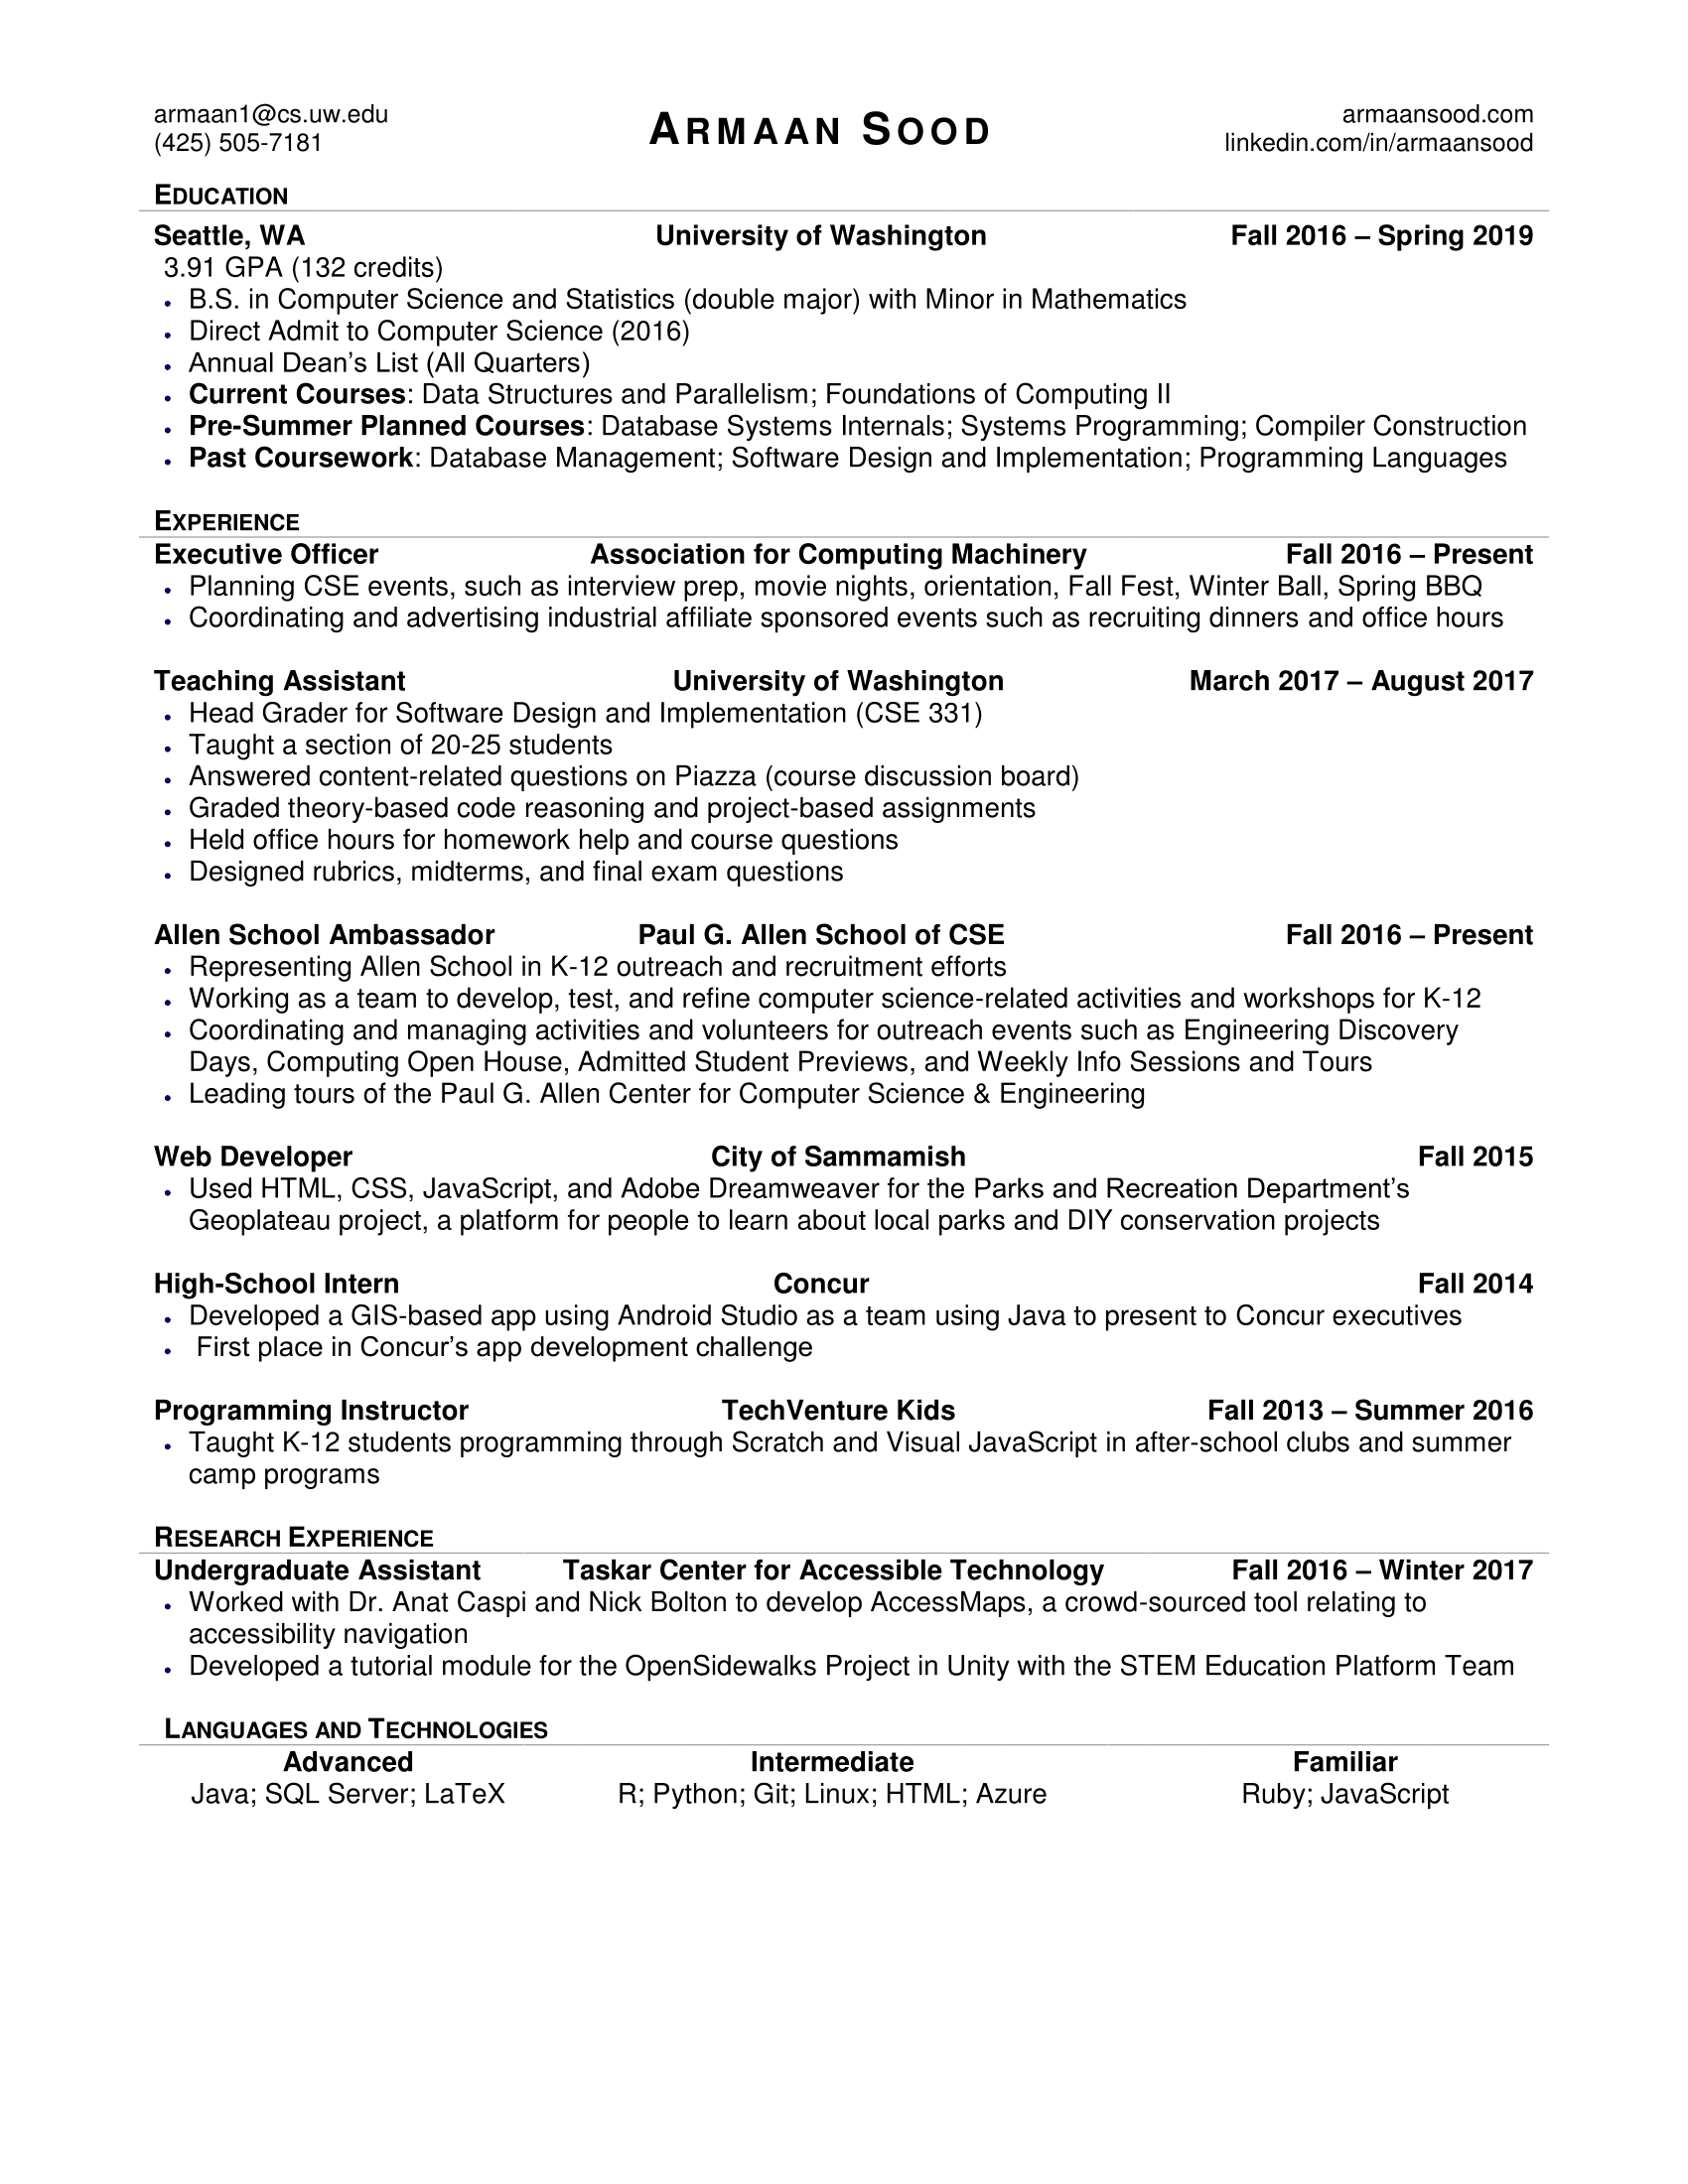 armaan1@cs.uw.edu
(425) 505-7181
ARMAAN SOOD
armaansood.com
linkedin.com/in/armaansood
EDUCATION
Seattle, WA University of Washington Fall 2016 – Spring 2019
3.91 GPA (132 credits)
• B.S. in Computer Science and Statistics (double major) with Minor in Mathematics
• Direct Admit to Computer Science (2016)
• Annual Dean’s List (All Quarters)
• Current Courses: Data Structures and Parallelism; Foundations of Computing II
• Pre-Summer Planned Courses: Database Systems Internals; Systems Programming; Compiler Construction
• Past Coursework: Database Management; Software Design and Implementation; Programming Languages
EXPERIENCE
Executive Officer Association for Computing Machinery Fall 2016 – Present
• Planning CSE events, such as interview prep, movie nights, orientation, Fall Fest, Winter Ball, Spring BBQ
• Coordinating and advertising industrial affiliate sponsored events such as recruiting dinners and office hours
Teaching Assistant University of Washington March 2017 – August 2017
• Head Grader for Software Design and Implementation (CSE 331)
• Taught a section of 20-25 students
• Answered content-related questions on Piazza (course discussion board)
• Graded theory-based code reasoning and project-based assignments
• Held office hours for homework help and course questions
• Designed rubrics, midterms, and final exam questions
Allen School Ambassador Paul G. Allen School of CSE Fall 2016 – Present
• Representing Allen School in K-12 outreach and recruitment efforts
• Working as a team to develop, test, and refine computer science-related activities and workshops for K-12
• Coordinating and managing activities and volunteers for outreach events such as Engineering Discovery
Days, Computing Open House, Admitted Student Previews, and Weekly Info Sessions and Tours
• Leading tours of the Paul G. Allen Center for Computer Science & Engineering
Web Developer City of Sammamish Fall 2015
• Used HTML, CSS, JavaScript, and Adobe Dreamweaver for the Parks and Recreation Department’s
Geoplateau project, a platform for people to learn about local parks and DIY conservation projects
High-School Intern Concur Fall 2014
• Developed a GIS-based app using Android Studio as a team using Java to present to Concur executives
• First place in Concur’s app development challenge
Programming Instructor TechVenture Kids Fall 2013 – Summer 2016
• Taught K-12 students programming through Scratch and Visual JavaScript in after-school clubs and summer
camp programs
RESEARCH EXPERIENCE
Undergraduate Assistant Taskar Center for Accessible Technology Fall 2016 – Winter 2017
• Worked with Dr. Anat Caspi and Nick Bolton to develop AccessMaps, a crowd-sourced tool relating to
accessibility navigation
• Developed a tutorial module for the OpenSidewalks Project in Unity with the STEM Education Platform Team
LANGUAGES AND TECHNOLOGIES
Advanced Intermediate Familiar
Java; SQL Server; LaTeX R; Python; Git; Linux; HTML; Azure Ruby; JavaScript